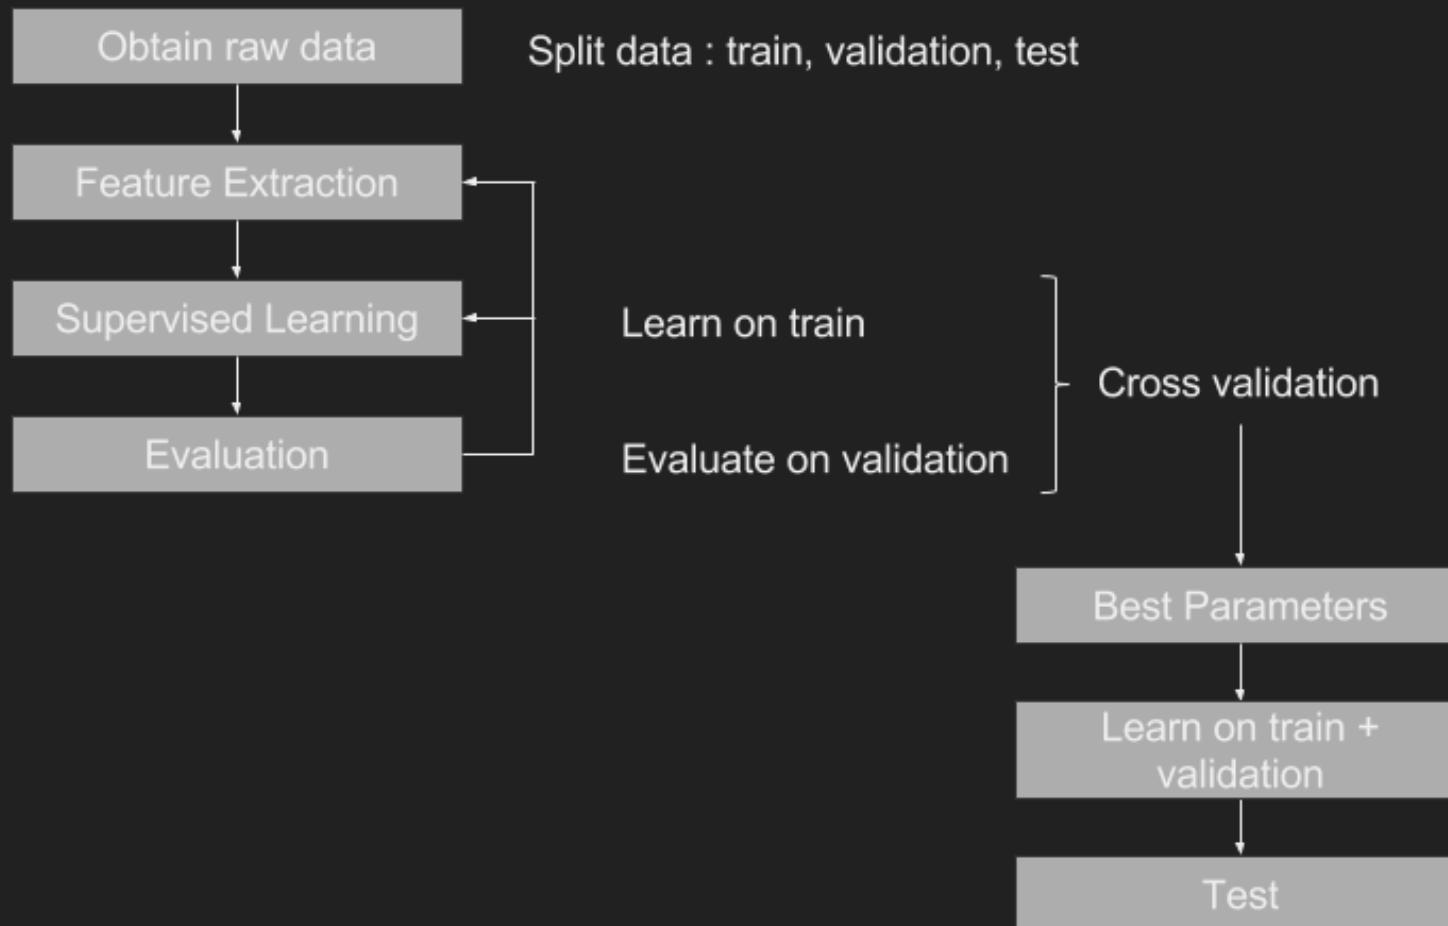 Obtain raw data
Split data : train, validation, test
Feature Extraction
Supervised Learning
Learn on train
Cross validation
Evaluation
Evaluate on validation
Best Parameters
Learn on train +
validation
Test